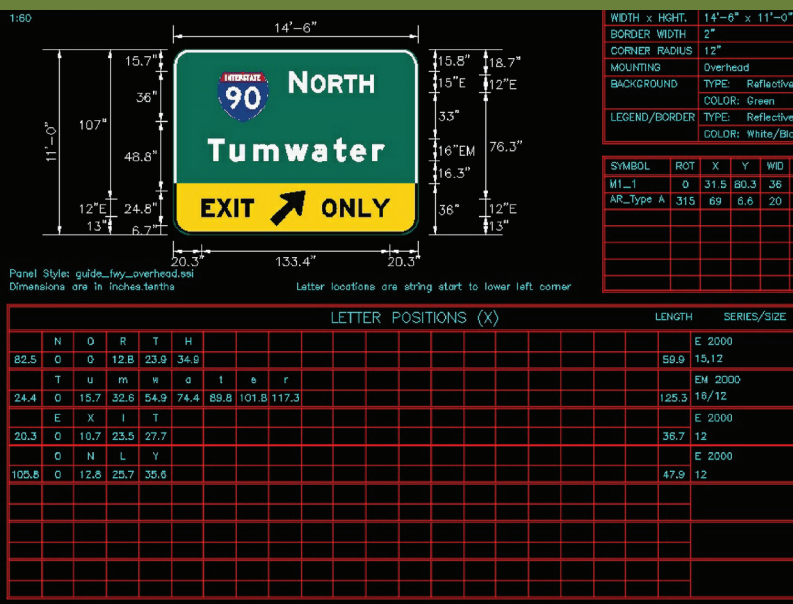 1:60
14'-6"
15.7"
36"
107"
48.8"
11'-0"
12"E
24.8"
13"
6.7"
INTERSTATE
90
NORTH
Tumwater
EXIT ONLY
15.8"
18.7"
15"E
12"E
33"
16"EM
76.3"
16.3"
36"
12"E
13"
20.3"
133.4"
20.3"
Panel Style: guide_fwy_overhead.ssi
Dimensions are in inches.tenths
Letter locations are string start to lower left corner
WIDTH x HGHT. 14'-6" x 11'-0"
BORDER WIDTH 2"
CORNER RADIUS 12"
MOUNTING Overhead
BACKGROUND TYPE: Reflective
COLOR: Green
LEGEND/BORDER TYPE: Reflective
COLOR: White/Blo
SYMBOL ROT X Y WID
M1_1 0 31.5 80.3 36
AR_Type A 315 69 6.6 20
LETTER POSITIONS (X) LENGTH SERIES/SIZE
N O R T H E 2000
82.5 0 0 12.8 23.9 34.9 59.9 15,12
T u m w a t e r EM 2000
24.4 0 15.7 32.6 54.9 74.4 89.8 101.8 117.3 125.3 16/12
E X I T E 2000
20.3 0 10.7 23.5 27.7 36.7 12
O N L Y E 2000
105.8 0 12.8 25.7 35.6 47.9 12